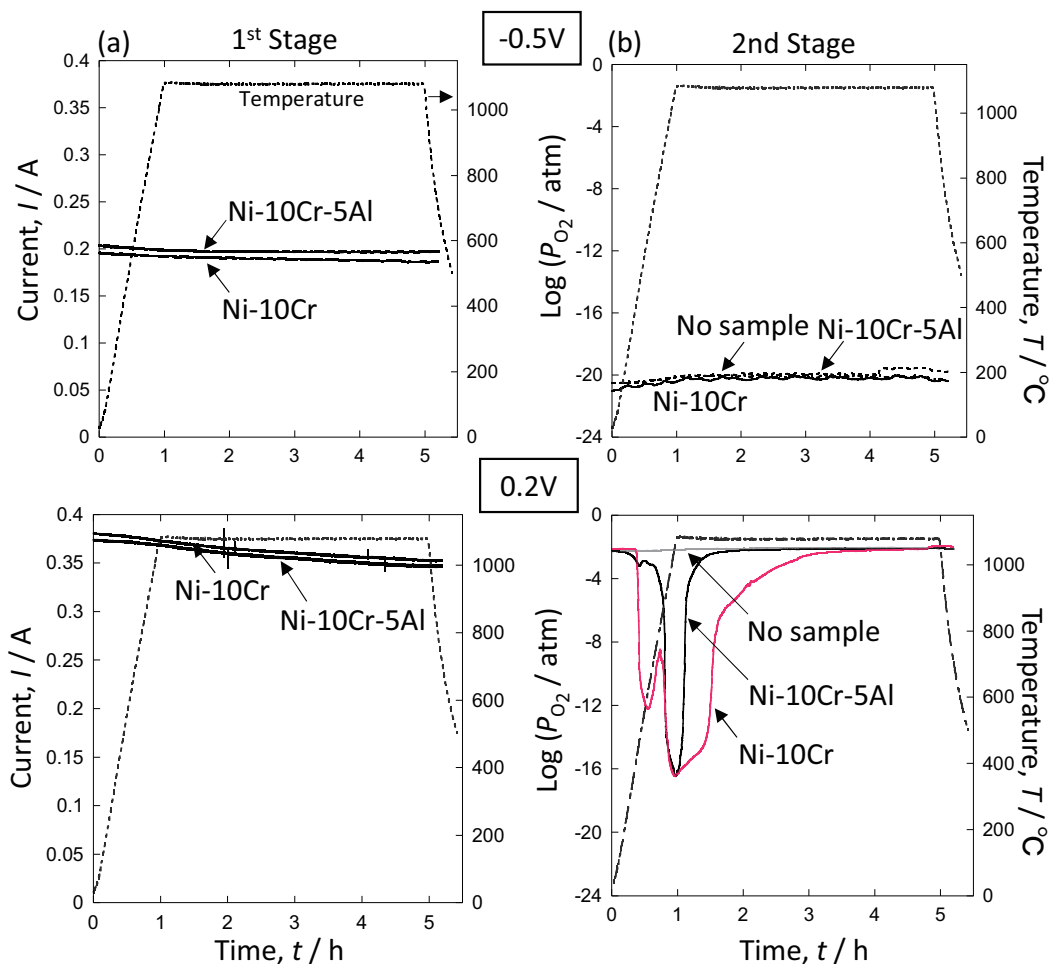 (a) 1st Stage
-0.5V
(b) 2nd Stage
0.4
0.35
0.3
0.25
0.2
0.15
0.1
0.05
0
Current, I / A
Temperature
Ni-10Cr-5Al
Ni-10Cr
1000
800
600
400
200
0
0 1 2 3 4 5
0
-4
-8
-12
-16
-20
-24
Log (PO2 / atm)
No sample
Ni-10Cr-5Al
Ni-10Cr
1000
800
600
400
200
0
Temperature, T / °C
0 1 2 3 4 5
0.2V
0.4
0.35
0.3
0.25
0.2
0.15
0.1
0.05
0
Current, I / A
Ni-10Cr
Ni-10Cr-5Al
1000
800
600
400
200
0
0 1 2 3 4 5
Time, t / h
0
-4
-8
-12
-16
-20
-24
Log (PO2 / atm)
No sample
Ni-10Cr-5Al
Ni-10Cr
1000
800
600
400
200
0
Temperature, T / °C
0 1 2 3 4 5
Time, t / h